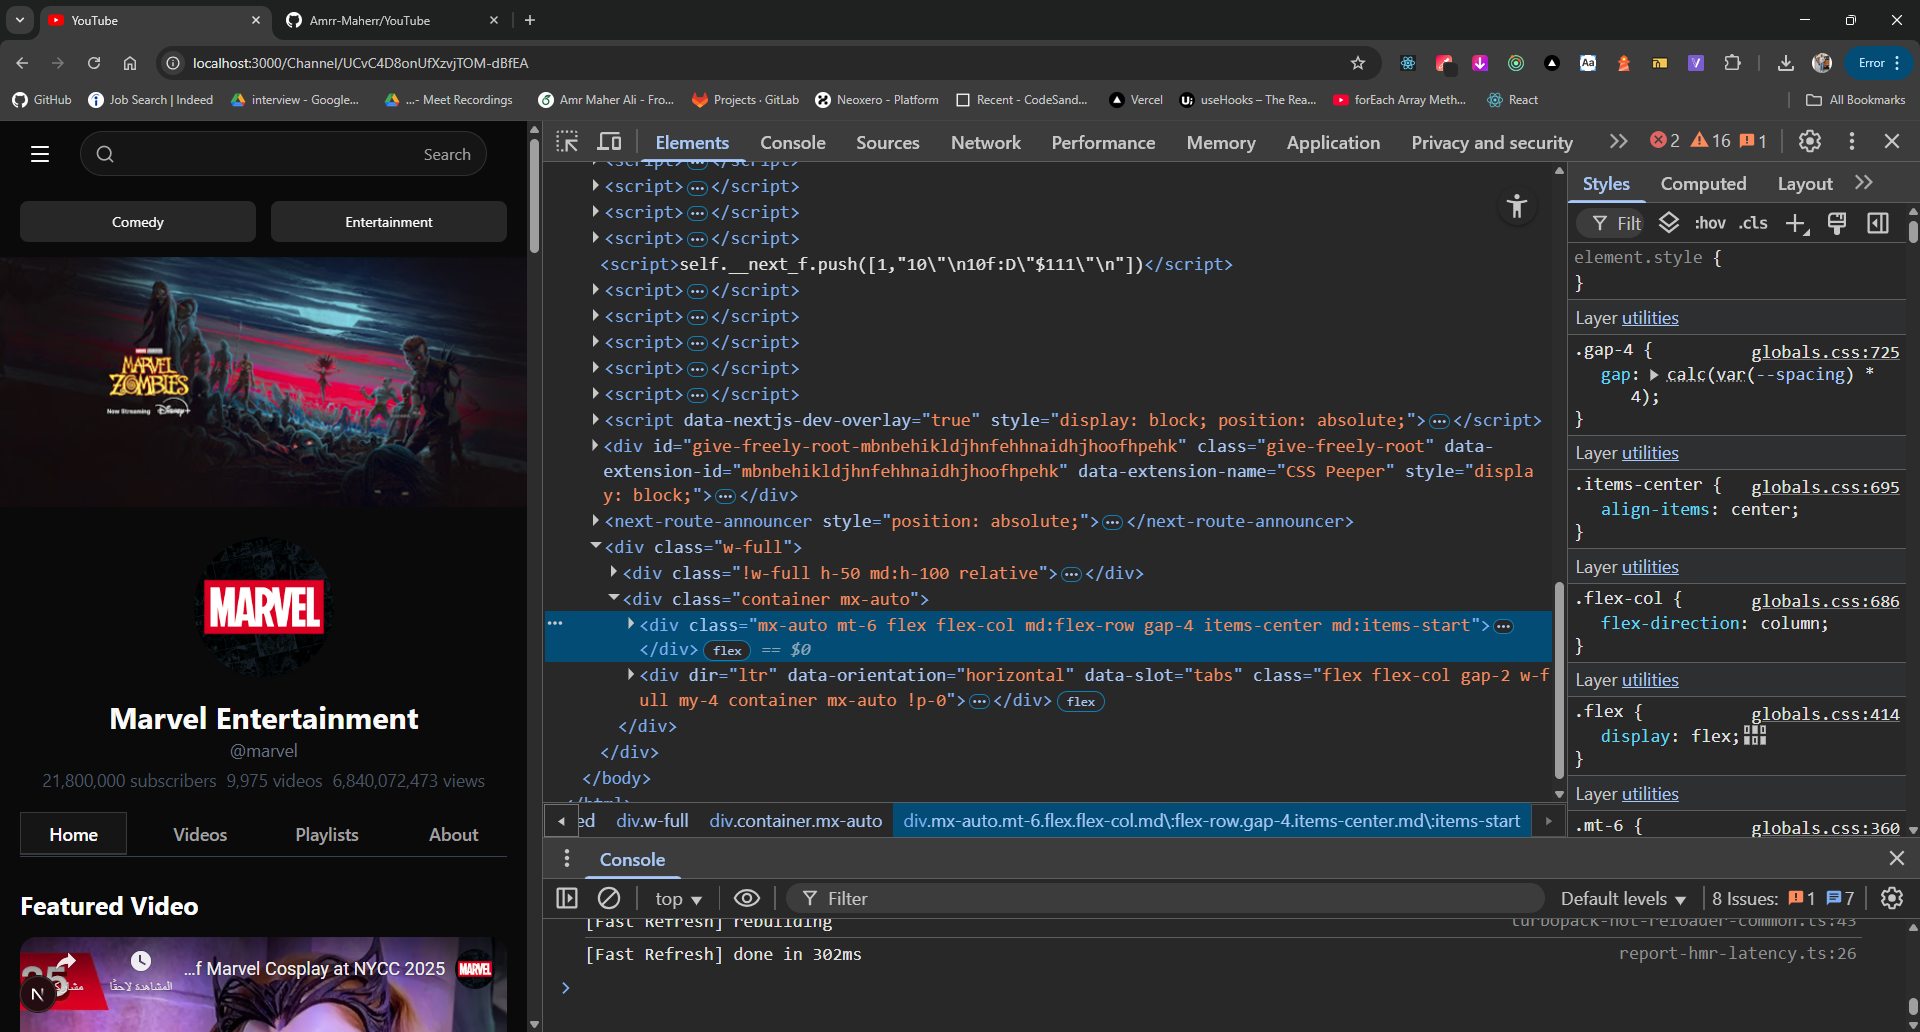 YouTube
Amrr-Maherr/YouTube
localhost:3000/Channel/UCvC4D8onUfXzvjTOM-dBfEA
Error
GitHub
Job Search | Indeed
interview - Google...
...- Meet Recordings
Amr Maher Ali - Fro...
Projects · GitLab
Neoxero - Platform
Recent - CodeSand...
Vercel
useHooks – The Rea...
forEach Array Meth...
React
All Bookmarks
Search
Comedy
Entertainment
MARVEL ZOMBIES
Now Streaming Disney+
MARVEL
Marvel Entertainment
@marvel
21,800,000 subscribers 9,975 videos 6,840,072,473 views
Home
Videos
Playlists
About
Featured Video
...f Marvel Cosplay at NYCC 2025
MARVEL
المشاهدة لاحقًا
N
Elements
Console
Sources
Network
Performance
Memory
Application
Privacy and security
2
16
1
<script>…</script>
<script>…</script>
<script>…</script>
<script>…</script>
<script>self.__next_f.push([1,"10\"\n10f:D\"$111\"\n"])</script>
<script>…</script>
<script>…</script>
<script>…</script>
<script>…</script>
<script>…</script>
<script data-nextjs-dev-overlay="true" style="display: block; position: absolute;">…</script>
<div id="give-freely-root-mbnbehikldjhnfehhnaidhjhoofhpehk" class="give-freely-root" data-
extension-id="mbnbehikldjhnfehhnaidhjhoofhpehk" data-extension-name="CSS Peeper" style="displa
y: block;">…</div>
<next-route-announcer style="position: absolute;">…</next-route-announcer>
<div class="w-full">
<div class="!w-full h-50 md:h-100 relative">…</div>
<div class="container mx-auto">
<div class="mx-auto mt-6 flex flex-col md:flex-row gap-4 items-center md:items-start">…
</div> flex == $0
<div dir="ltr" data-orientation="horizontal" data-slot="tabs" class="flex flex-col gap-2 w-f
ull my-4 container mx-auto !p-0">…</div> flex
</div>
</div>
</body>
</html>
ed div.w-full div.container.mx-auto div.mx-auto.mt-6.flex.flex-col.md\:flex-row.gap-4.items-center.md\:items-start
Styles
Computed
Layout
Filt
:hov
.cls
element.style {
}
Layer utilities
.gap-4 { globals.css:725
gap: calc(var(--spacing) *
4);
}
Layer utilities
.items-center { globals.css:695
align-items: center;
}
Layer utilities
.flex-col { globals.css:686
flex-direction: column;
}
Layer utilities
.flex { globals.css:414
display: flex;
}
Layer utilities
.mt-6 { globals.css:360
Console
top
Filter
Default levels
8 Issues: 1 7
[Fast Refresh] rebuilding turbopack-hot-reloader-common.ts:43
[Fast Refresh] done in 302ms report-hmr-latency.ts:26